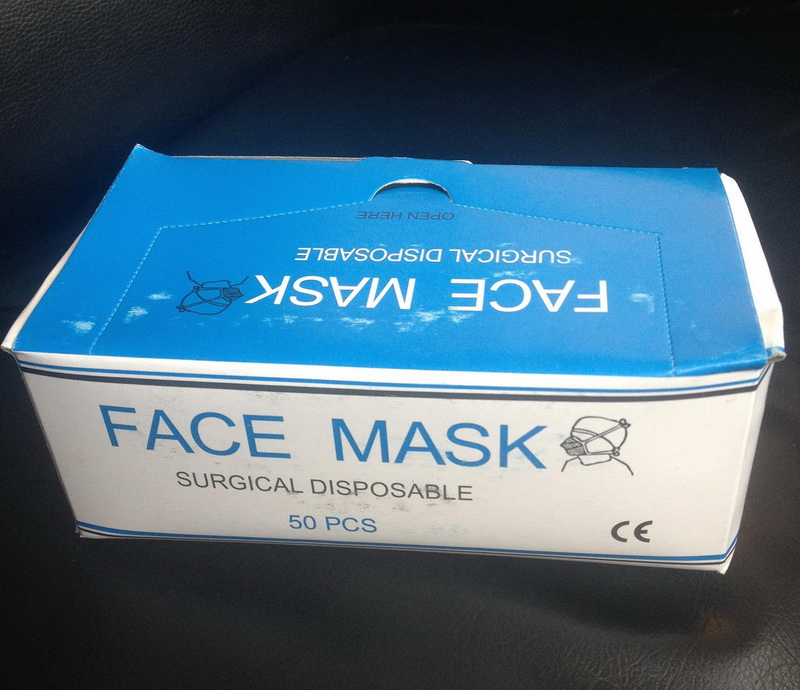 OPEN HERE
SURGICAL DISPOSABLE
FACE MASK
FACE MASK
SURGICAL DISPOSABLE
50 PCS
CE